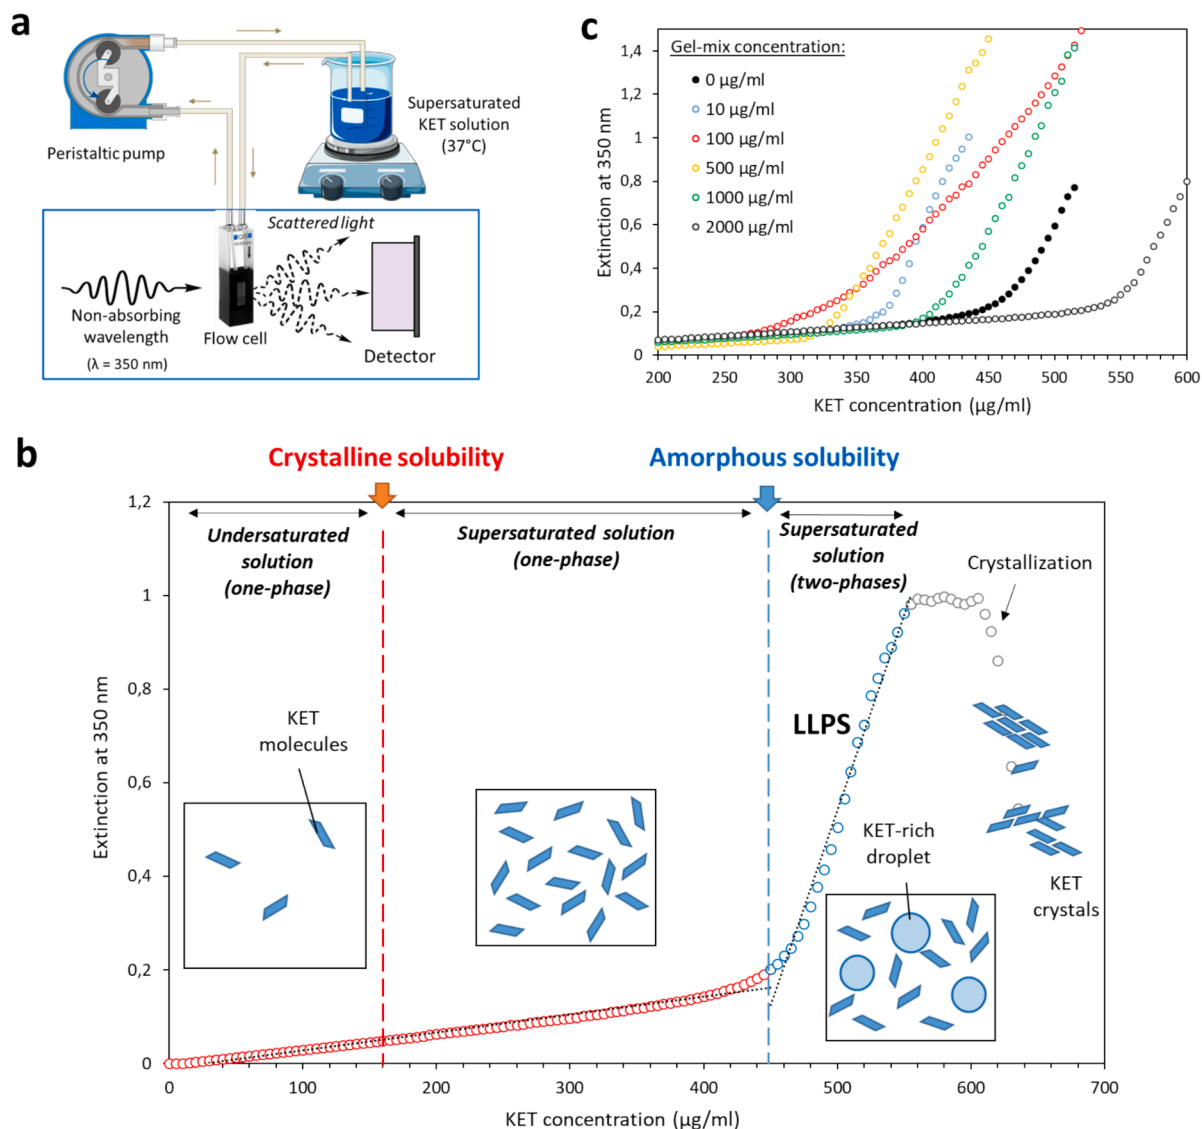 a
Peristaltic pump
Supersaturated
KET solution
(37°C)
Scattered light
Non-absorbing
wavelength
(λ = 350 nm)
Flow cell
Detector
c
Gel-mix concentration:
0 µg/ml
10 µg/ml
100 µg/ml
500 µg/ml
1000 µg/ml
2000 µg/ml
Extinction at 350 nm
1,4
1,2
1
0,8
0,6
0,4
0,2
0
200 250 300 350 400 450 500 550 600
KET concentration (µg/ml)
b
Crystalline solubility
Amorphous solubility
Undersaturated
solution
(one-phase)
Supersaturated solution
(one-phase)
Supersaturated
solution
(two-phases)
Crystallization
KET
molecules
LLPS
KET-rich
droplet
KET
crystals
Extinction at 350 nm
1,2
1
0,8
0,6
0,4
0,2
0
0 100 200 300 400 500 600 700
KET concentration (µg/ml)